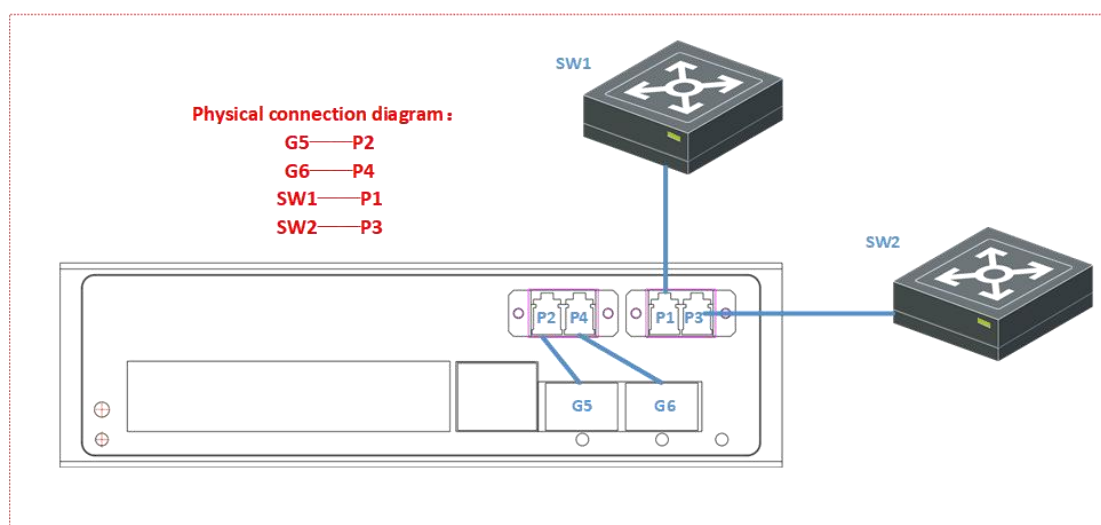 SW1
Physical connection diagram：
G5——P2
G6——P4
SW1——P1
SW2——P3
SW2
P2 P4 P1 P3
G5 G6